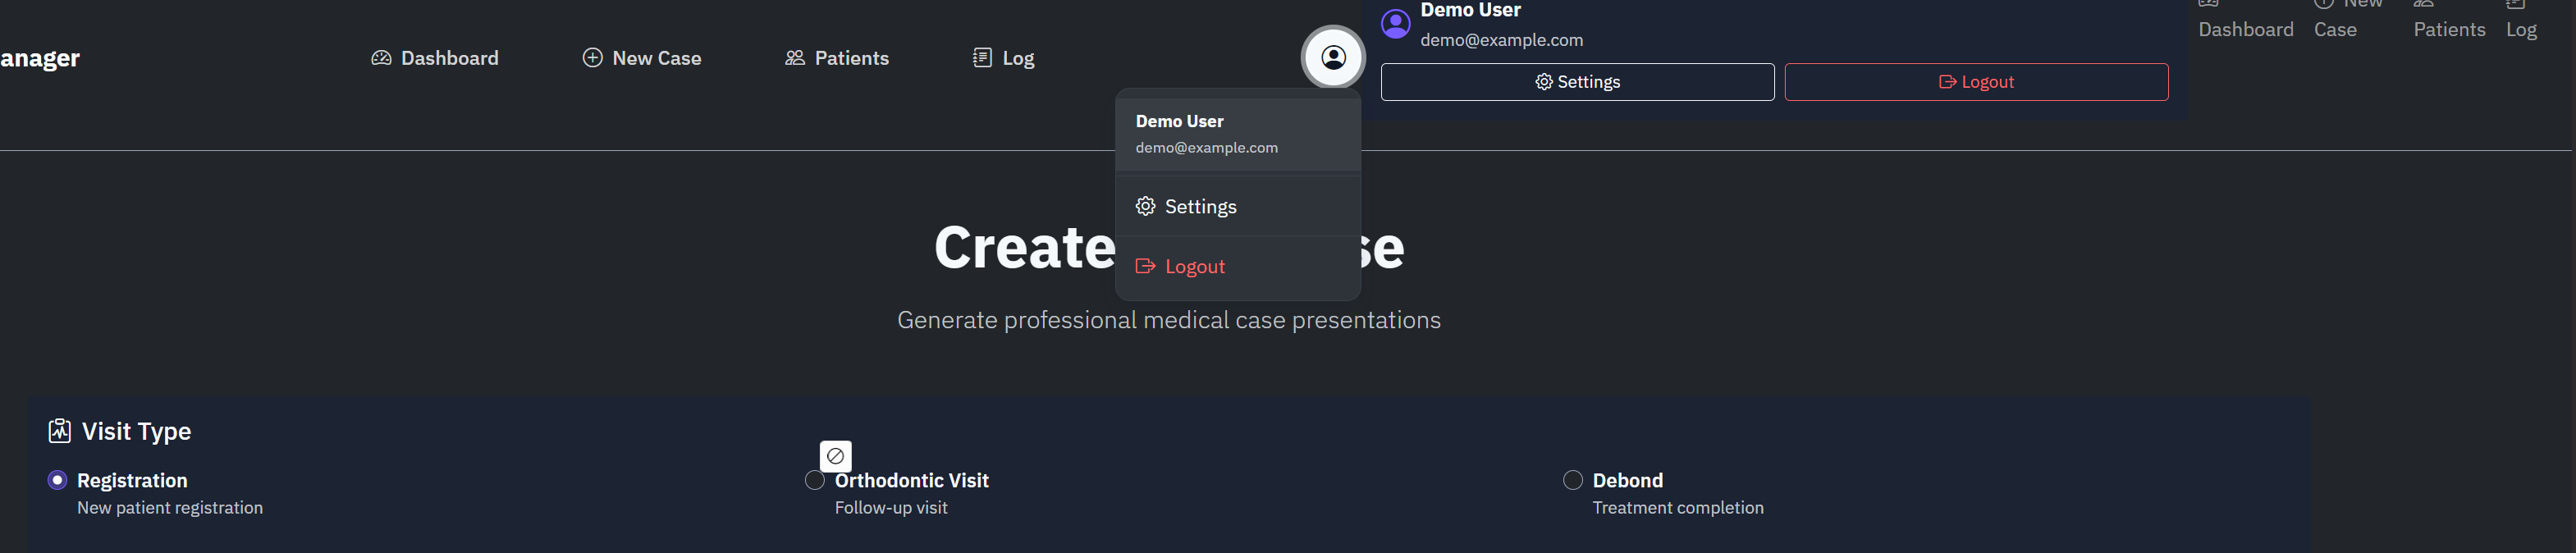 anager
Dashboard
New Case
Patients
Log
Demo User
demo@example.com
Settings
Logout
Dashboard
New
Case
Patients
Log
Demo User
demo@example.com
Settings
Logout
Create
se
Generate professional medical case presentations
Visit Type
Registration
New patient registration
Orthodontic Visit
Follow-up visit
Debond
Treatment completion